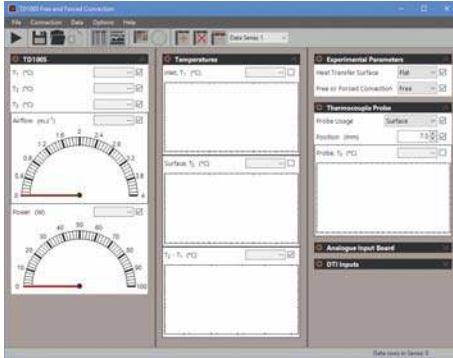 TD1005 Free and Forced Convection
File Connection Data Options Help
Data Series 1
TD1005
T₁ (°C)
T₂ (°C)
T₃ (°C)
Airflow (m.s⁻¹)
0 0.4 0.8 1.2 1.6 2 2.4 2.8 3.2 3.6 4
Power (W)
0 10 20 30 40 50 60 70 80 90 100
Temperatures
Inlet, T₁ (°C)
Surface, T₂ (°C)
T₂ - T₁ (°C)
Experimental Parameters
Heat Transfer Surface Flat
Free or Forced Convection Free
Thermocouple Probe
Probe Usage Surface
Position (mm) 7.5
Analogue Input Board
DTI Inputs
Data rows in Series: 0